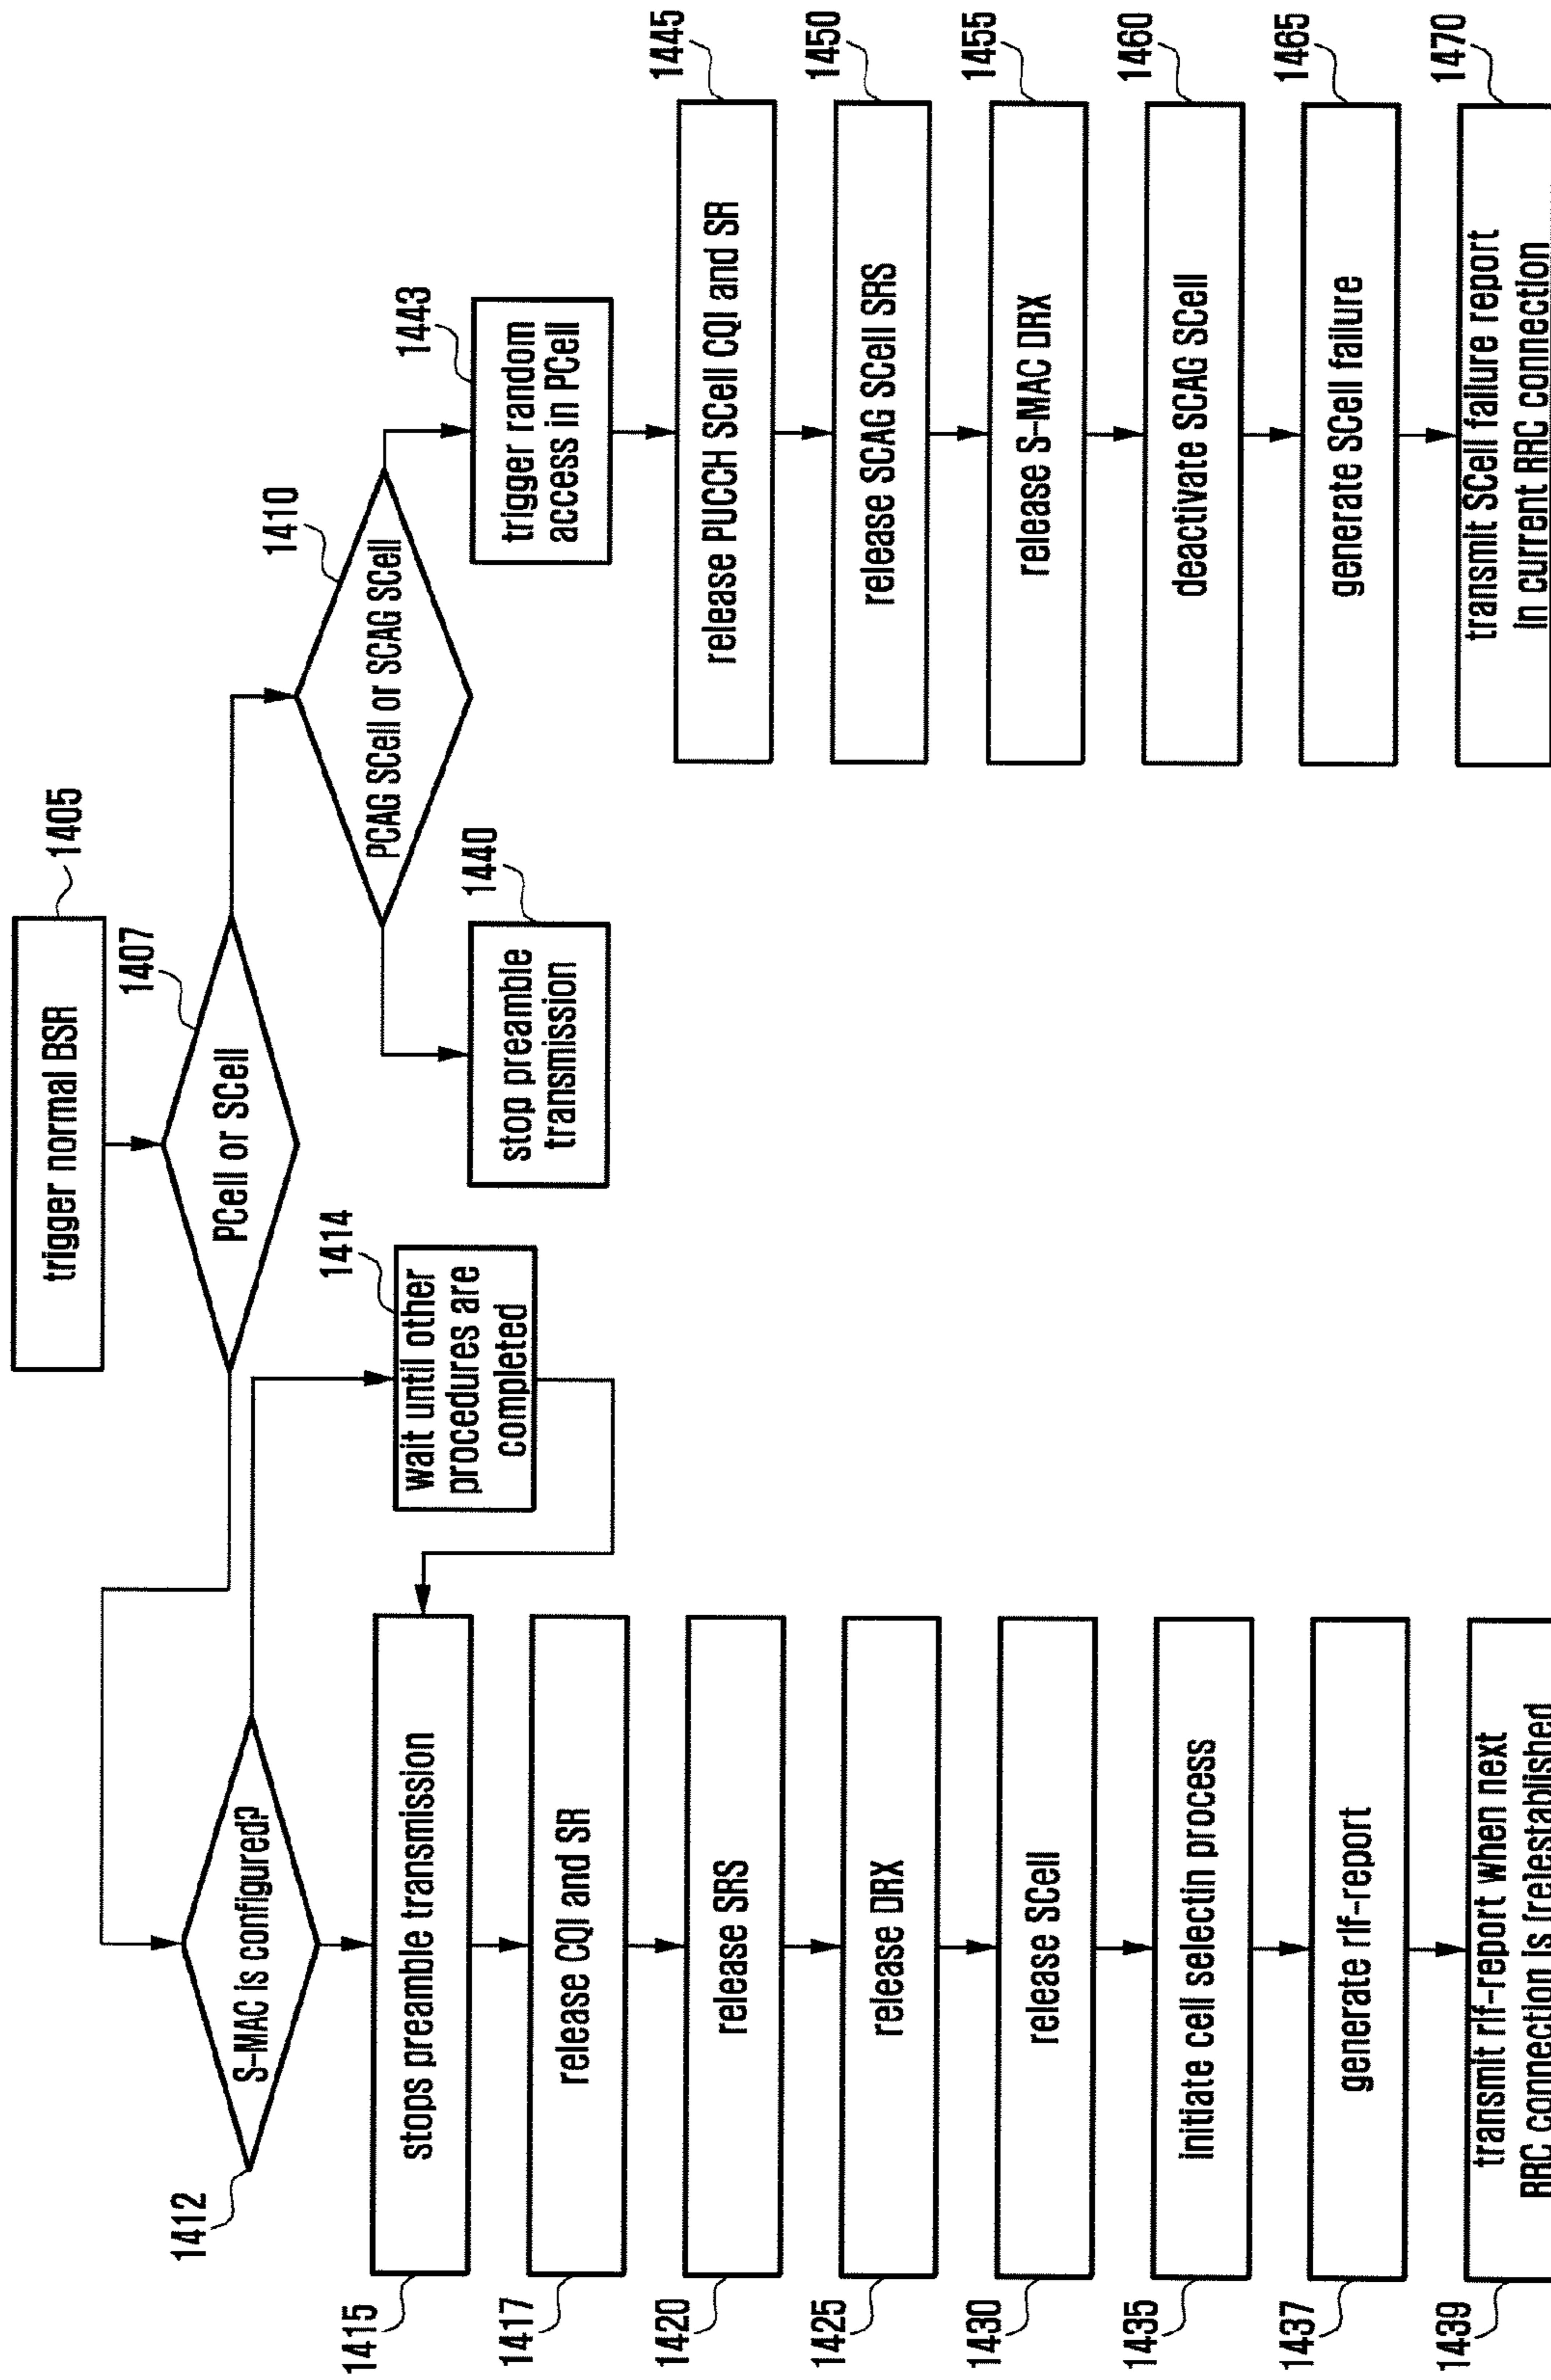 trigger normal BSR
1405
1407
PCell or SCell
1412
S-MAC is configured?
1414
wait until other
procedures are
completed
1415
stops preamble transmission
1417
release CQI and SR
1420
release SRS
1425
release DRX
1430
release SCell
1435
initiate cell selectin process
1437
generate rlf-report
1439
transmit rlf-report when next
RRC connection is (re)established
1410
PCAG SCell or SCAG SCell
1440
stop preamble
transmission
1443
trigger random
access in PCell
1445
release PUCCH SCell CQI and SR
1450
release SCAG SCell SRS
1455
release S-MAC DRX
1460
deactivate SCAG SCell
1465
generate SCell failure
1470
transmit SCell failure report
in current RRC connection